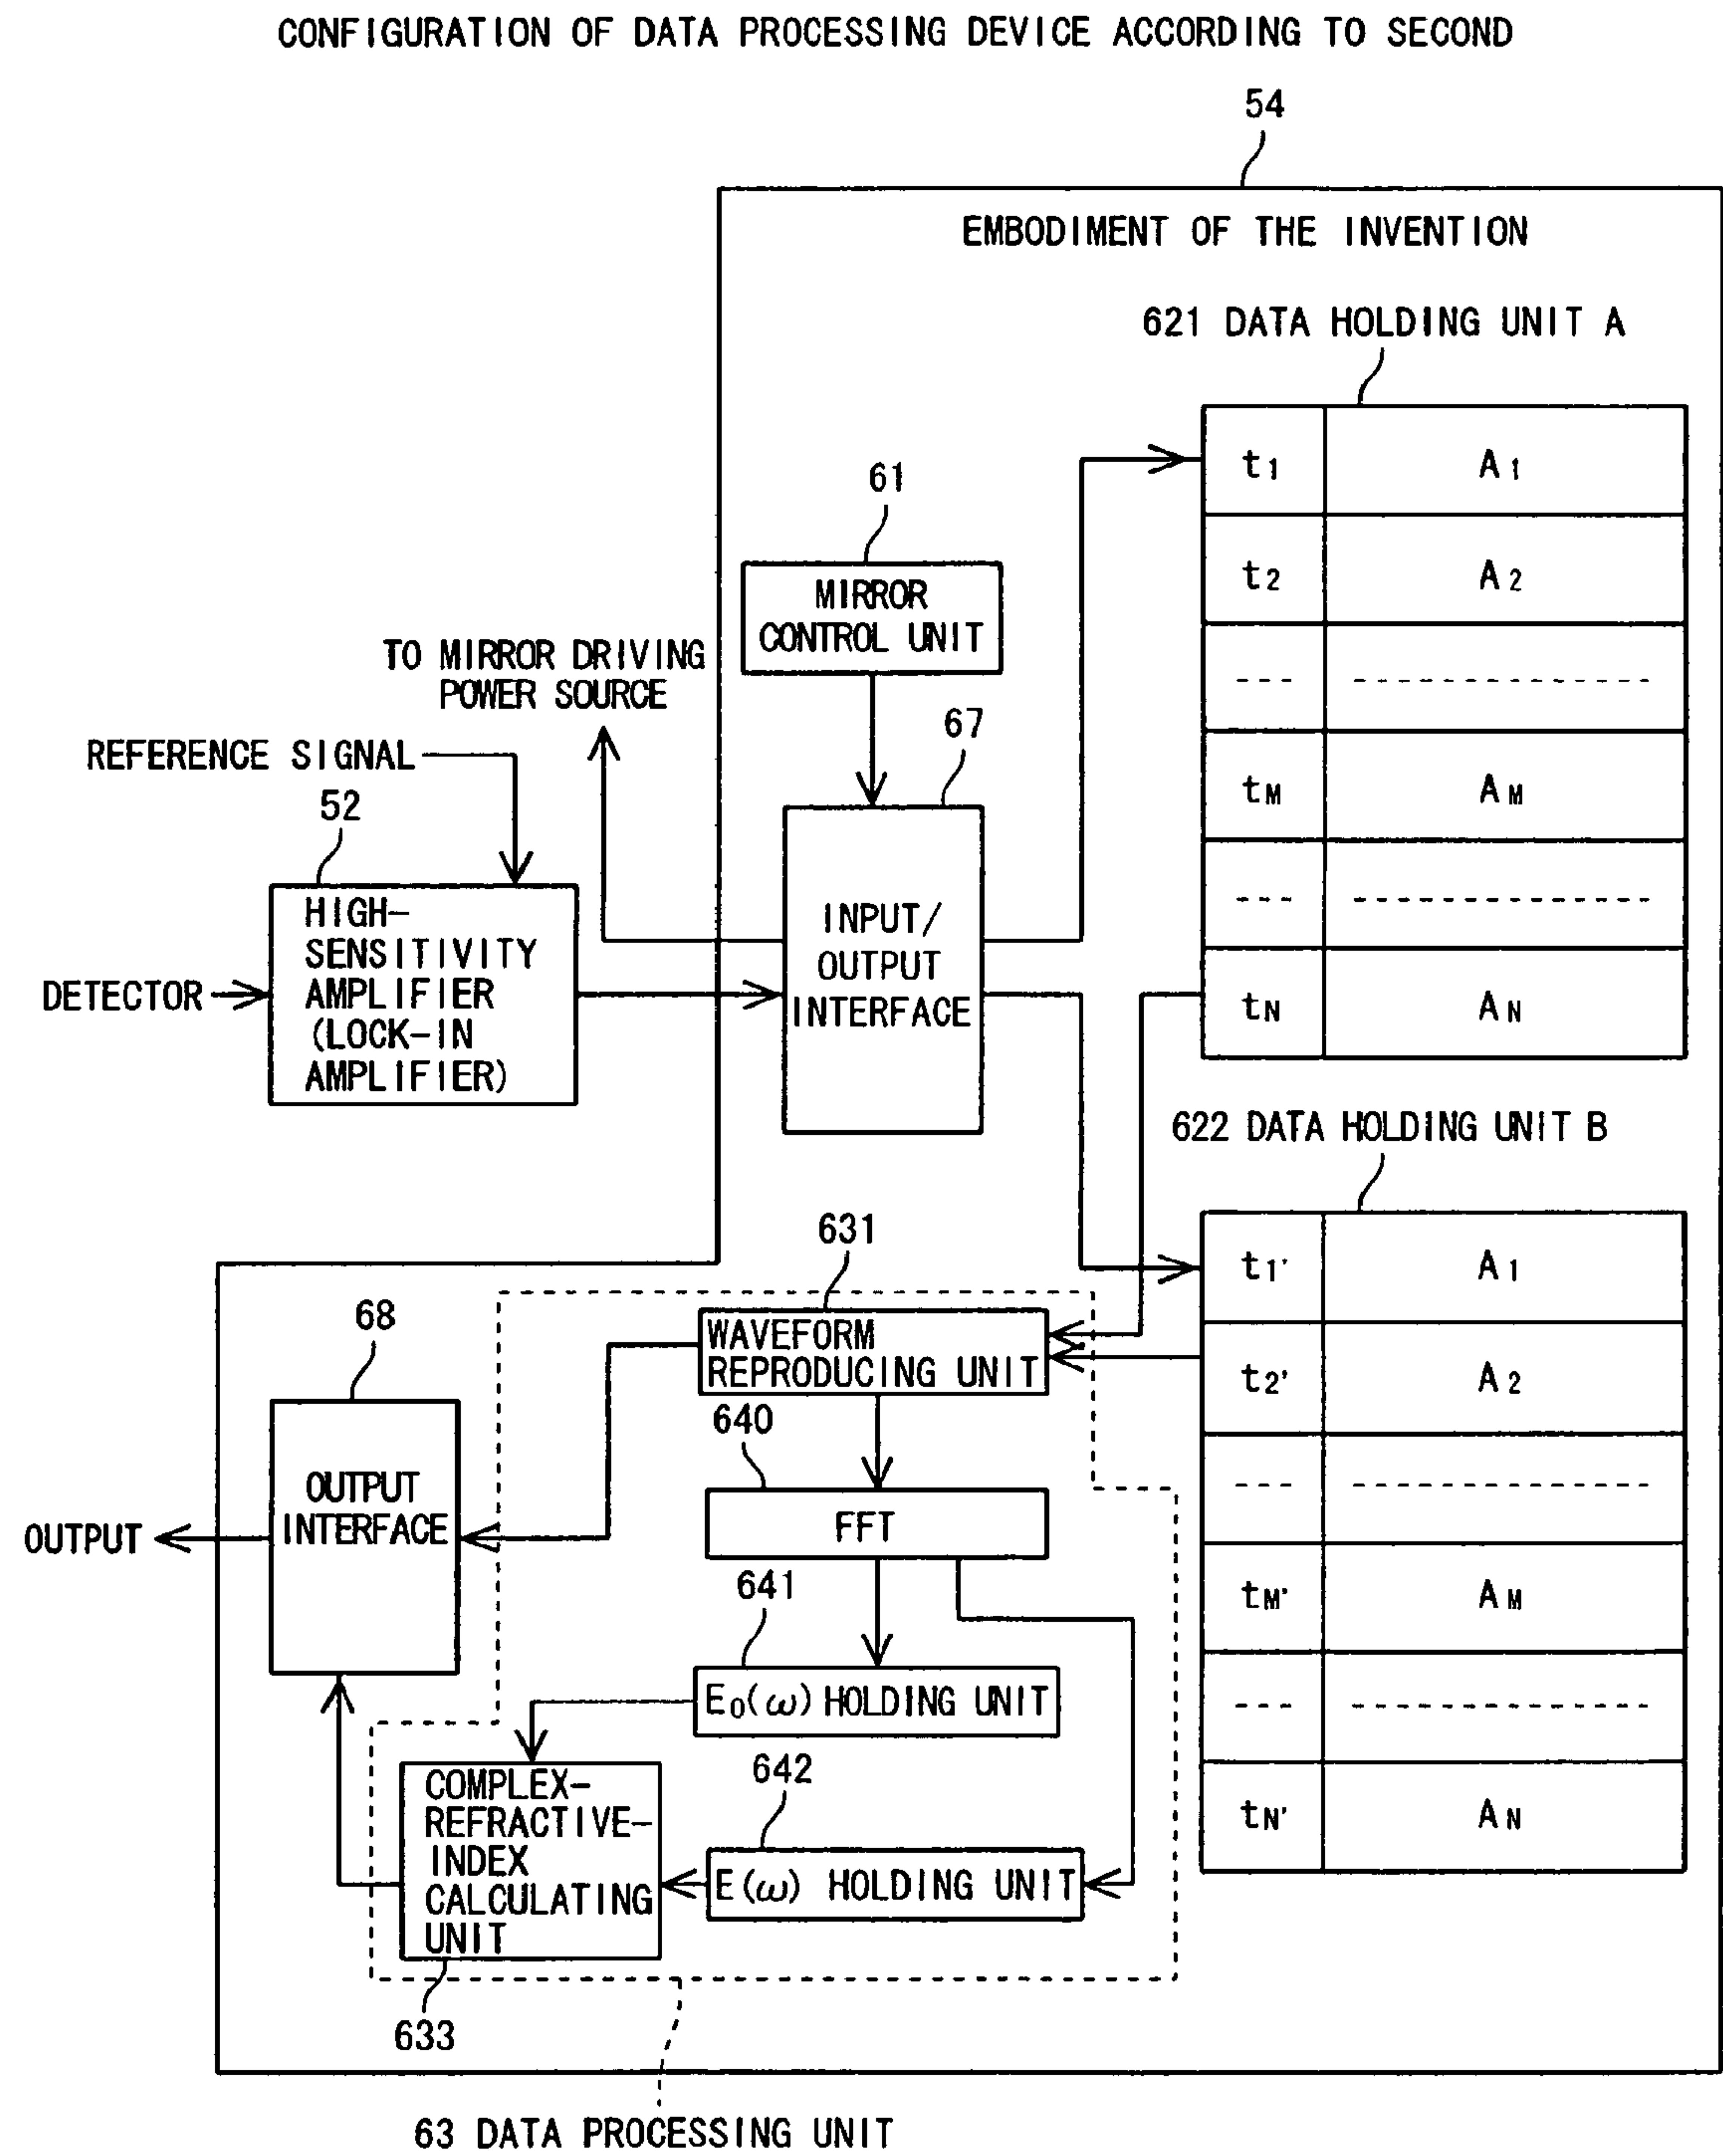 CONFIGURATION OF DATA PROCESSING DEVICE ACCORDING TO SECOND
54
EMBODIMENT OF THE INVENTION
621 DATA HOLDING UNIT A
t1 A1
t2 A2
--- ---
tM AM
--- ---
tN AN
61
MIRROR
CONTROL UNIT
TO MIRROR DRIVING
POWER SOURCE
REFERENCE SIGNAL
67
52
HIGH-
SENSITIVITY
AMPLIFIER
(LOCK-IN
AMPLIFIER)
DETECTOR
INPUT/
OUTPUT
INTERFACE
622 DATA HOLDING UNIT B
t1' A1
t2' A2
--- ---
tM' AM
--- ---
tN' AN
631
WAVEFORM
REPRODUCING UNIT
68
OUTPUT
INTERFACE
OUTPUT
640
FFT
641
E0(ω) HOLDING UNIT
642
E(ω) HOLDING UNIT
COMPLEX-
REFRACTIVE-
INDEX
CALCULATING
UNIT
633
63 DATA PROCESSING UNIT